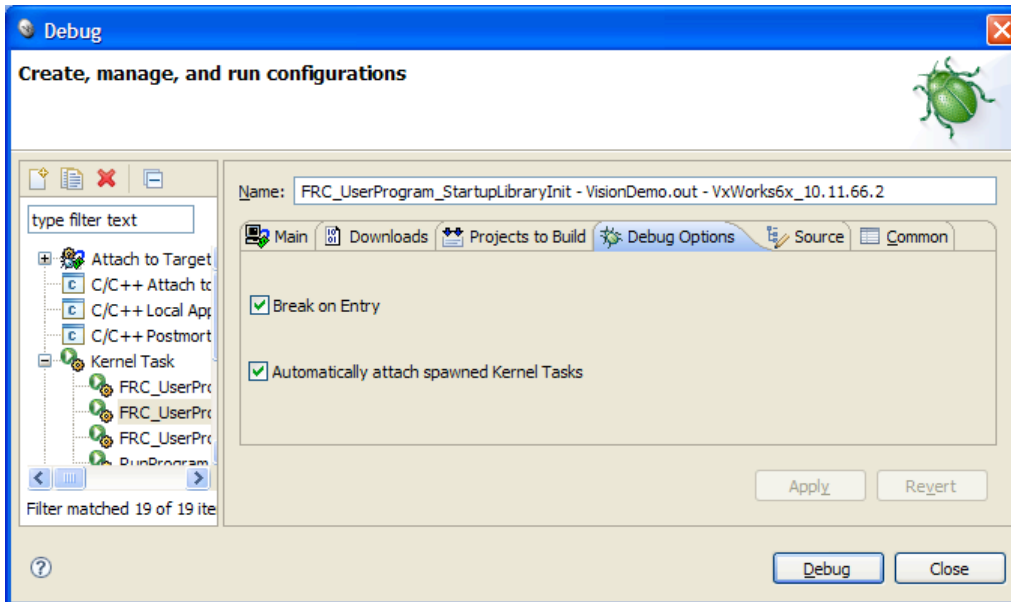 Debug
Create, manage, and run configurations
Name: FRC_UserProgram_StartupLibraryInit - VisionDemo.out - VxWorks6x_10.11.66.2
type filter text
Main Downloads Projects to Build Debug Options Source Common
Attach to Target
C/C++ Attach to
C/C++ Local App
C/C++ Postmort
Kernel Task
FRC_UserPro
FRC_UserPro
FRC_UserPro
RunProgram
Break on Entry
Automatically attach spawned Kernel Tasks
Filter matched 19 of 19 ite
Apply Revert
Debug Close